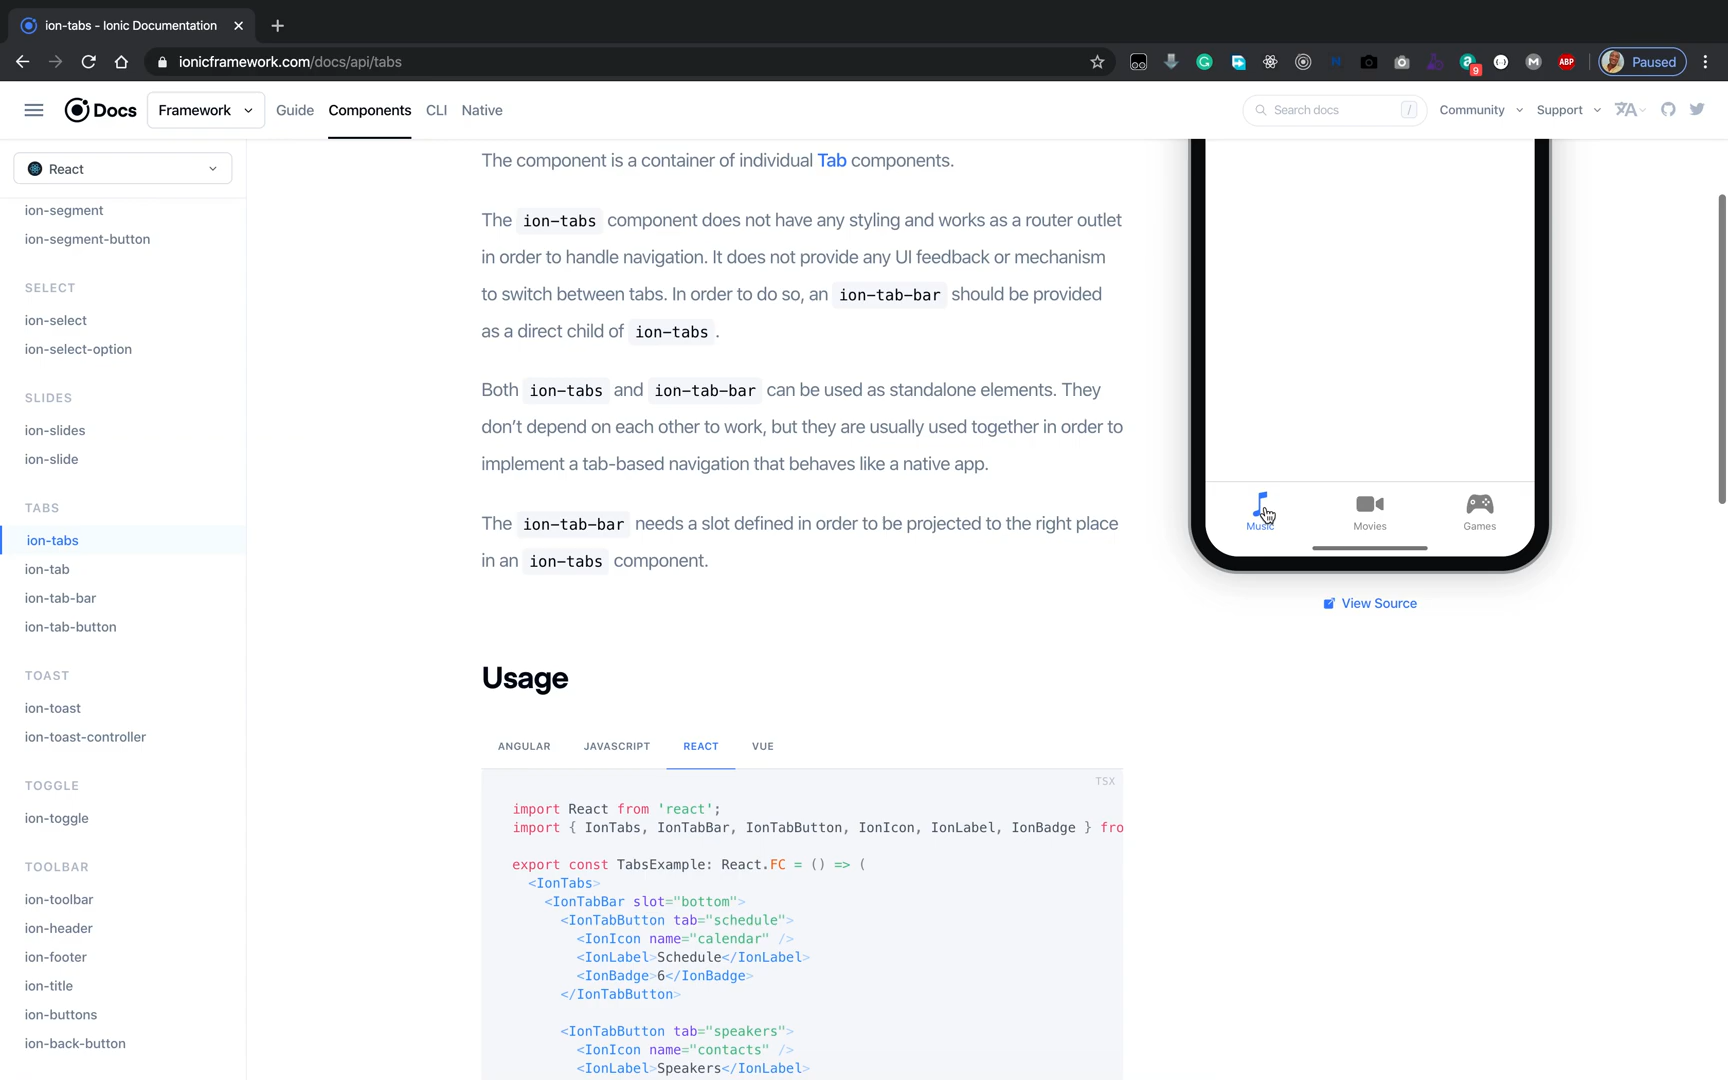 ion-tabs - Ionic Documentation
ionicframework.com/docs/api/tabs
9
ABP
Paused
Docs
Framework
Guide
Components
CLI
Native
Search docs
/
Community
Support
React
ion-segment
ion-segment-button
SELECT
ion-select
ion-select-option
SLIDES
ion-slides
ion-slide
TABS
ion-tabs
ion-tab
ion-tab-bar
ion-tab-button
TOAST
ion-toast
ion-toast-controller
TOGGLE
ion-toggle
TOOLBAR
ion-toolbar
ion-header
ion-footer
ion-title
ion-buttons
ion-back-button
The component is a container of individual Tab components.
The ion-tabs component does not have any styling and works as a router outlet
in order to handle navigation. It does not provide any UI feedback or mechanism
to switch between tabs. In order to do so, an ion-tab-bar should be provided
as a direct child of ion-tabs .
Both ion-tabs and ion-tab-bar can be used as standalone elements. They
don’t depend on each other to work, but they are usually used together in order to
implement a tab-based navigation that behaves like a native app.
The ion-tab-bar needs a slot defined in order to be projected to the right place
in an ion-tabs component.
Music
Movies
Games
View Source
Usage
ANGULAR
JAVASCRIPT
REACT
VUE
TSX
import React from 'react';
import { IonTabs, IonTabBar, IonTabButton, IonIcon, IonLabel, IonBadge } fro
export const TabsExample: React.FC = () => (
<IonTabs>
<IonTabBar slot="bottom">
<IonTabButton tab="schedule">
<IonIcon name="calendar" />
<IonLabel>Schedule</IonLabel>
<IonBadge>6</IonBadge>
</IonTabButton>
<IonTabButton tab="speakers">
<IonIcon name="contacts" />
<IonLabel>Speakers</IonLabel>